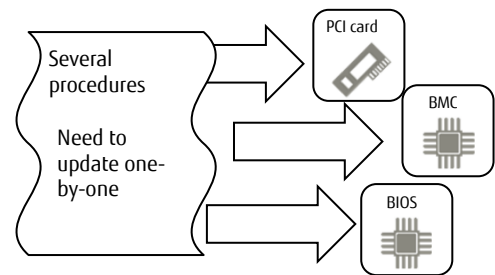 Several
procedures
Need to
update one-
by-one
PCI card
BMC
BIOS